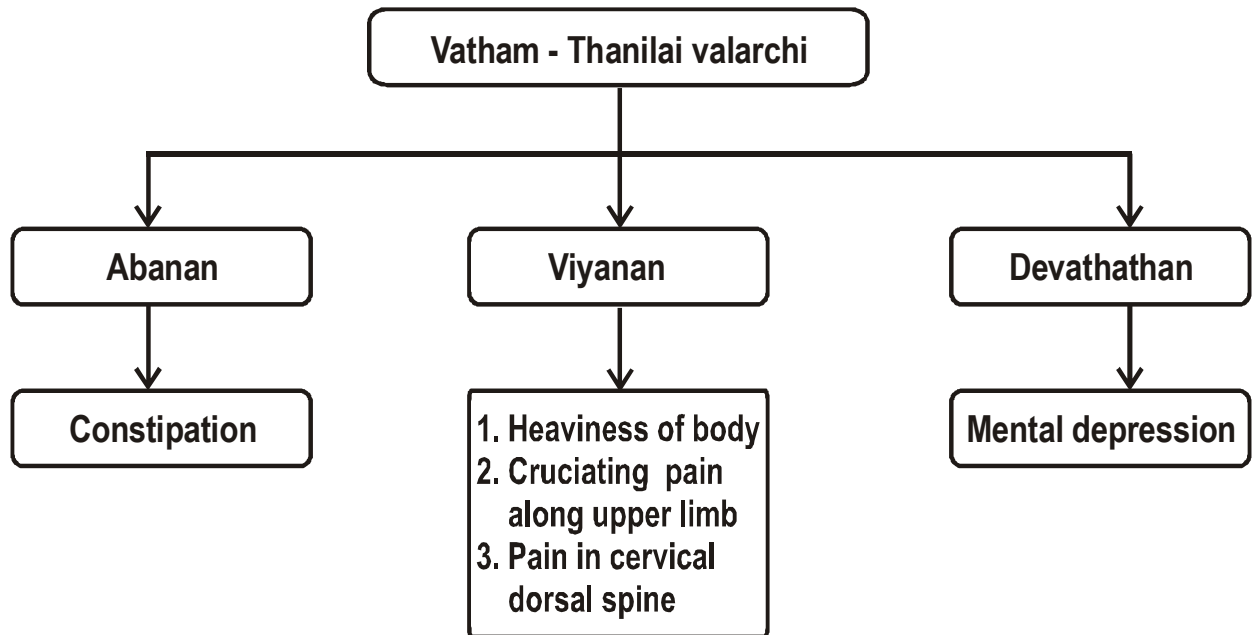 Vatham - Thanilai valarchi
Abanan
Viyanan
Devathathan
Constipation
1. Heaviness of body
2. Cruciating pain
along upper limb
3. Pain in cervical
dorsal spine
Mental depression